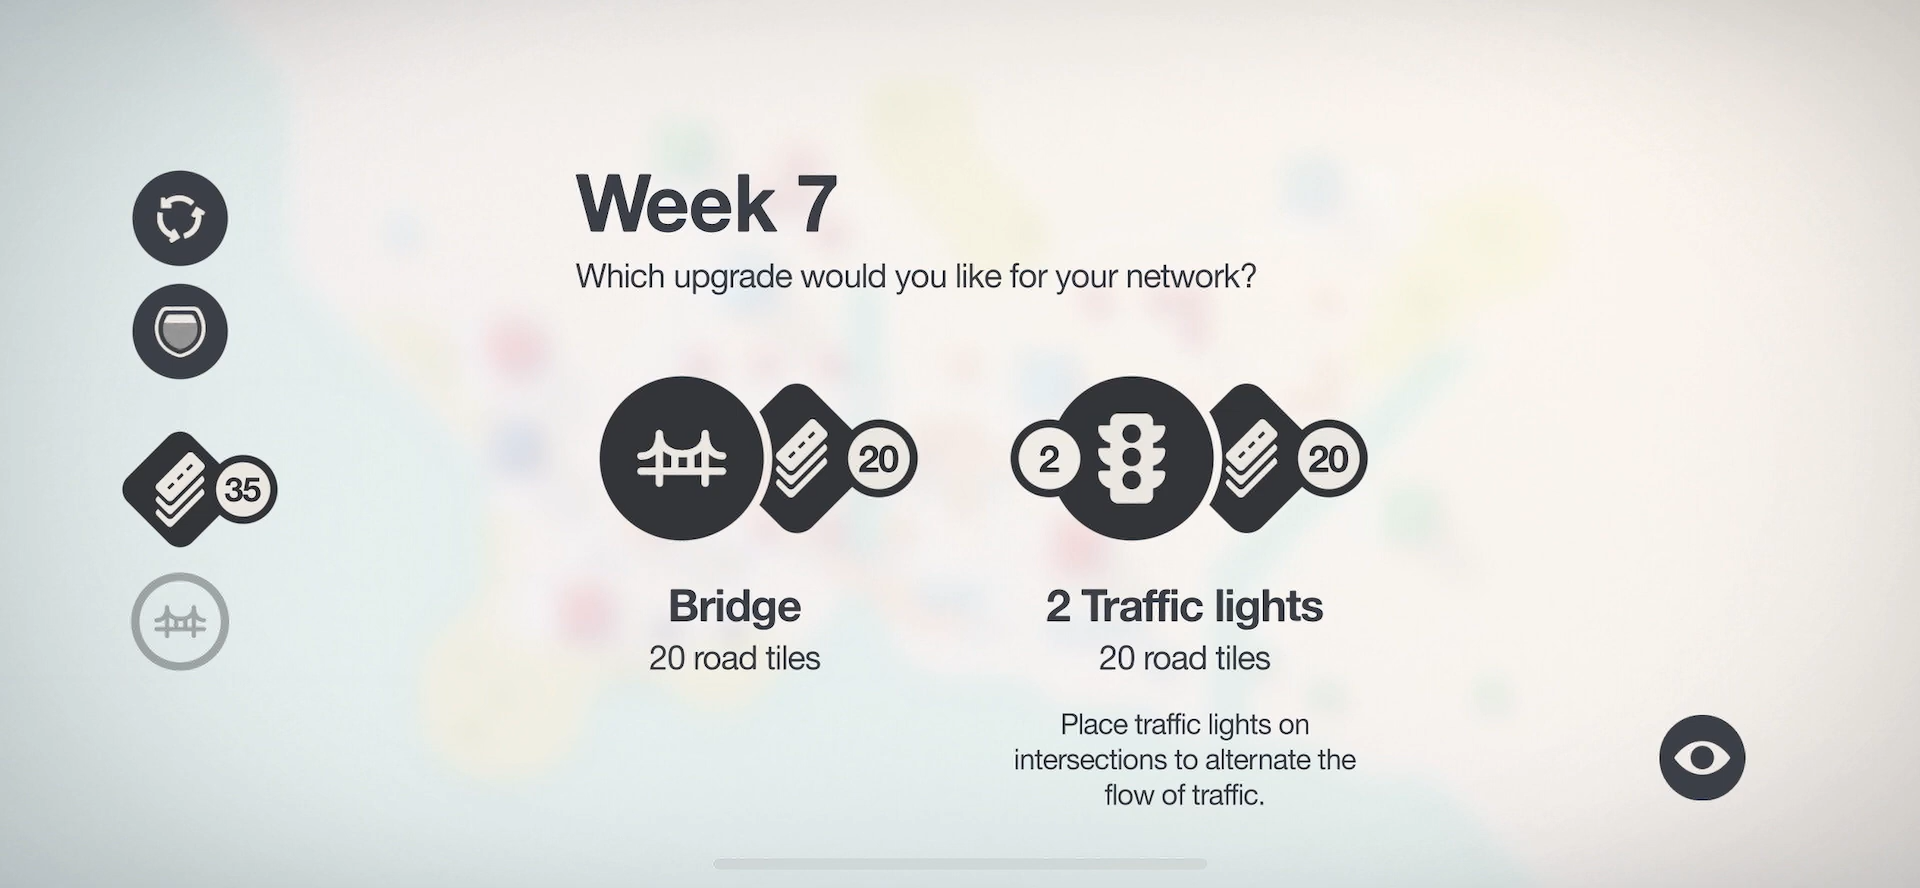 Week 7
Which upgrade would you like for your network?
35
20
2
20
Bridge
20 road tiles
2 Traffic lights
20 road tiles
Place traffic lights on
intersections to alternate the
flow of traffic.